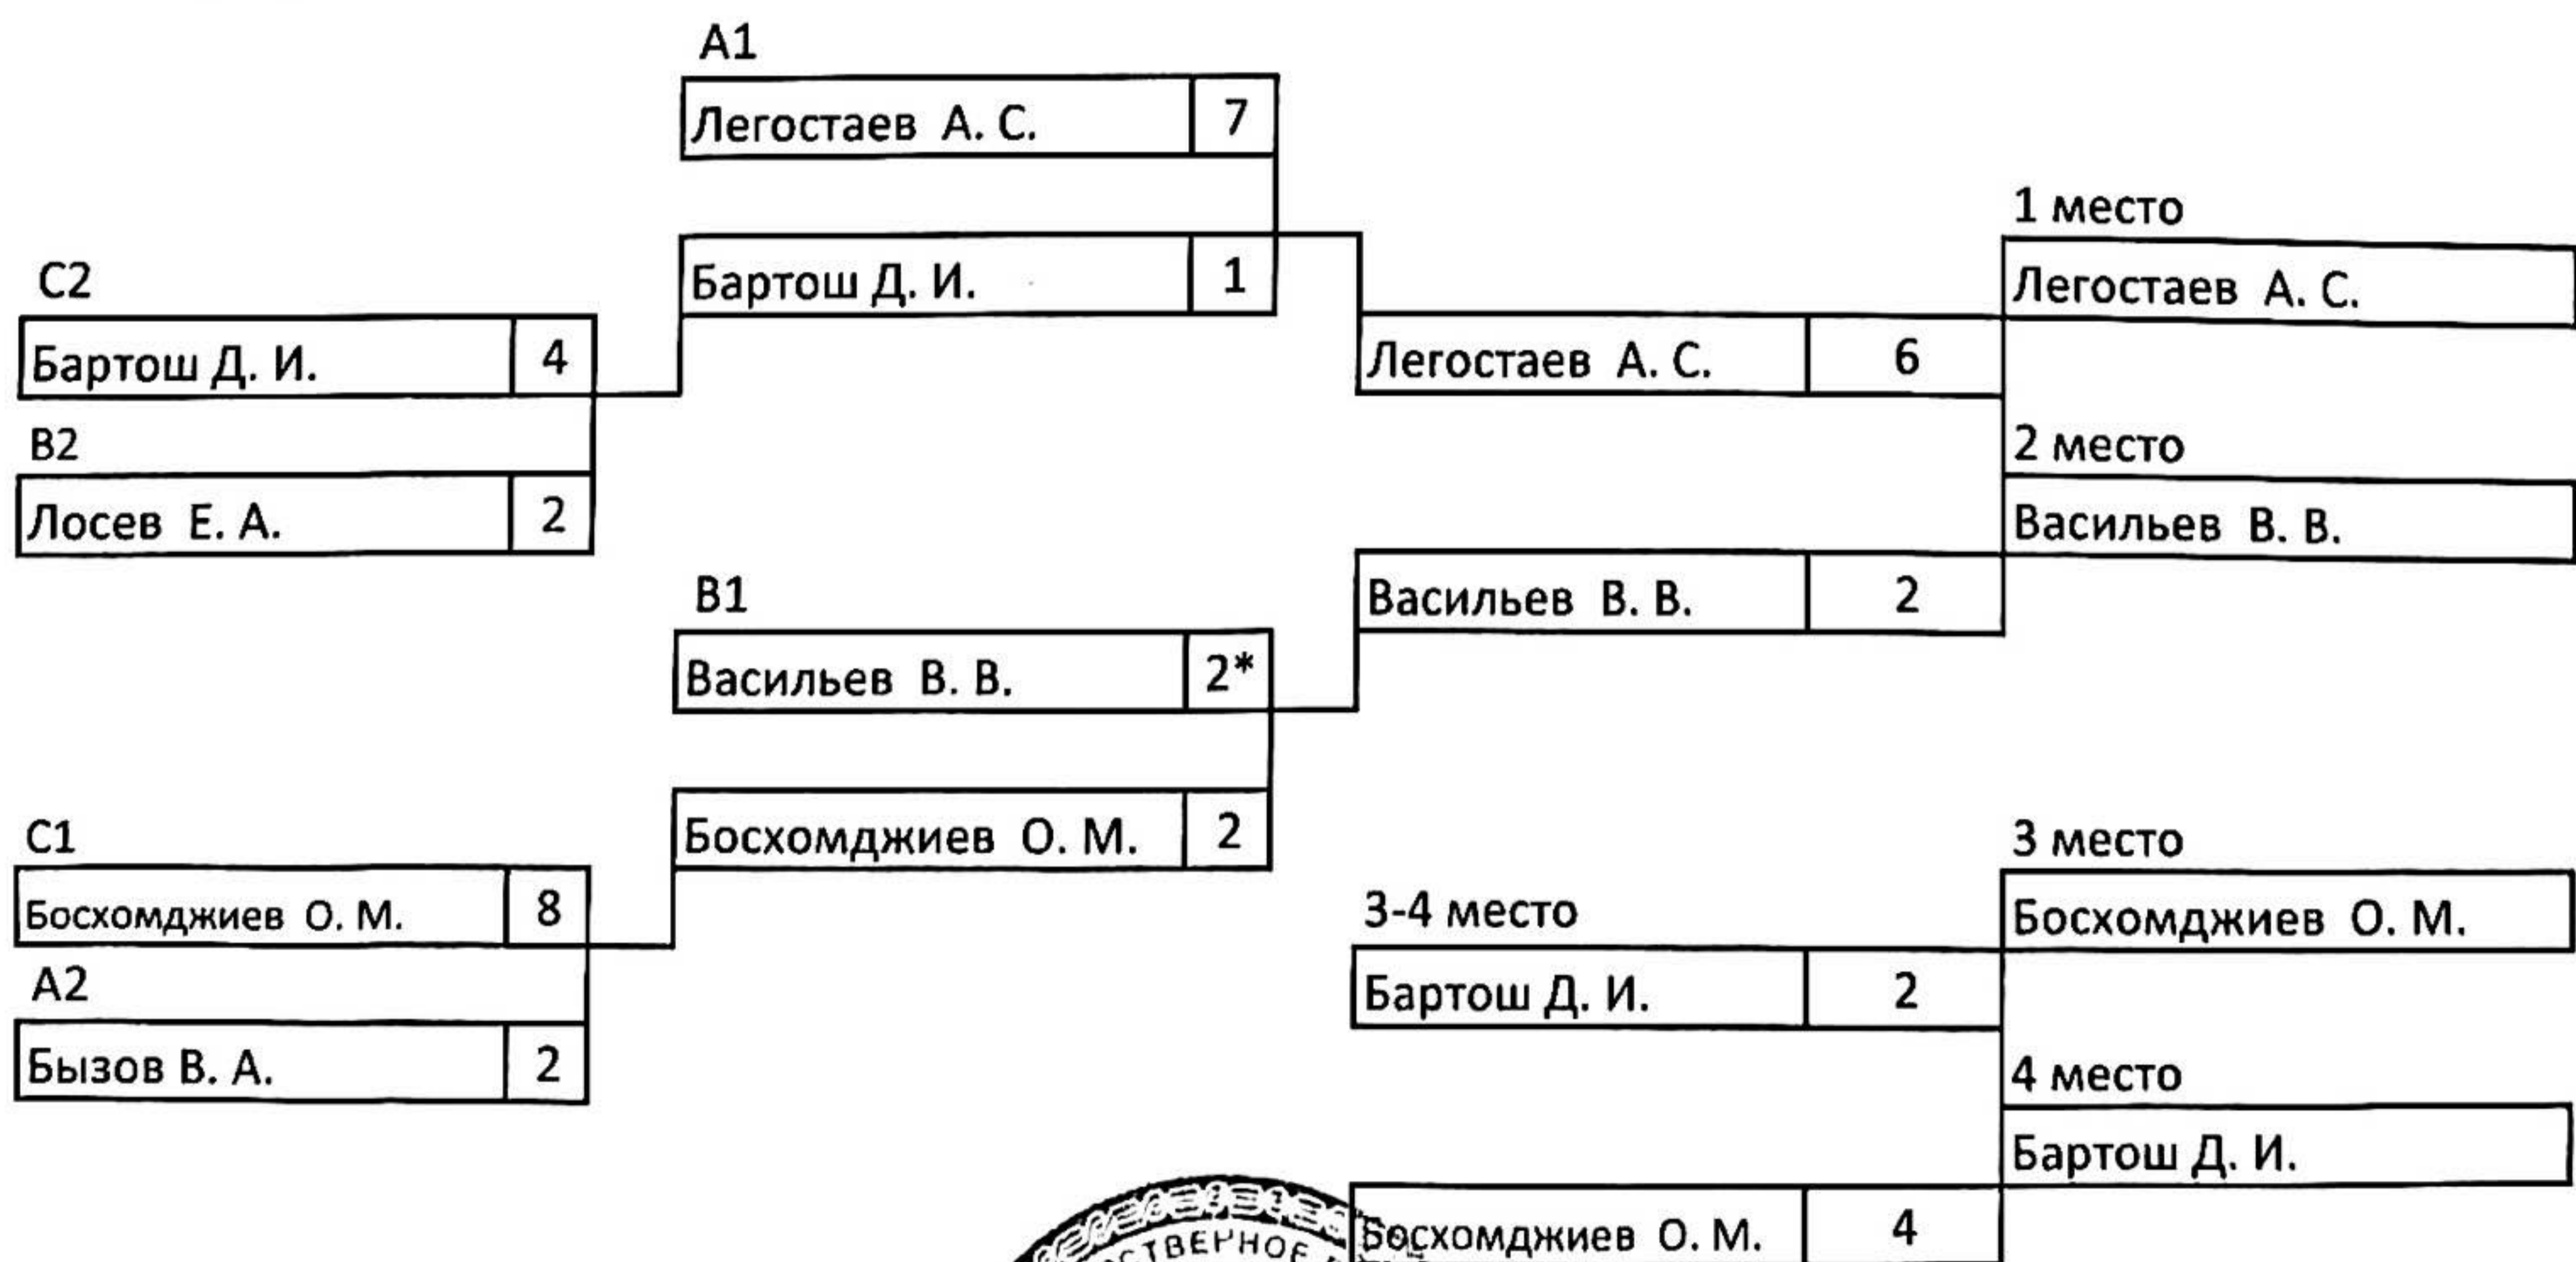 A1
Легостаев А. С. 7
Бартош Д. И. 1
C2
Бартош Д. И. 4
B2
Лосев Е. А. 2
B1
Васильев В. В. 2*
Босхомджиев О. М. 2
C1
Босхомджиев О. М. 8
A2
Бызов В. А. 2
Легостаев А. С. 6
Васильев В. В. 2
1 место
Легостаев А. С.
2 место
Васильев В. В.
3-4 место
Бартош Д. И. 2
Босхомджиев О. М. 4
3 место
Босхомджиев О. М.
4 место
Бартош Д. И.